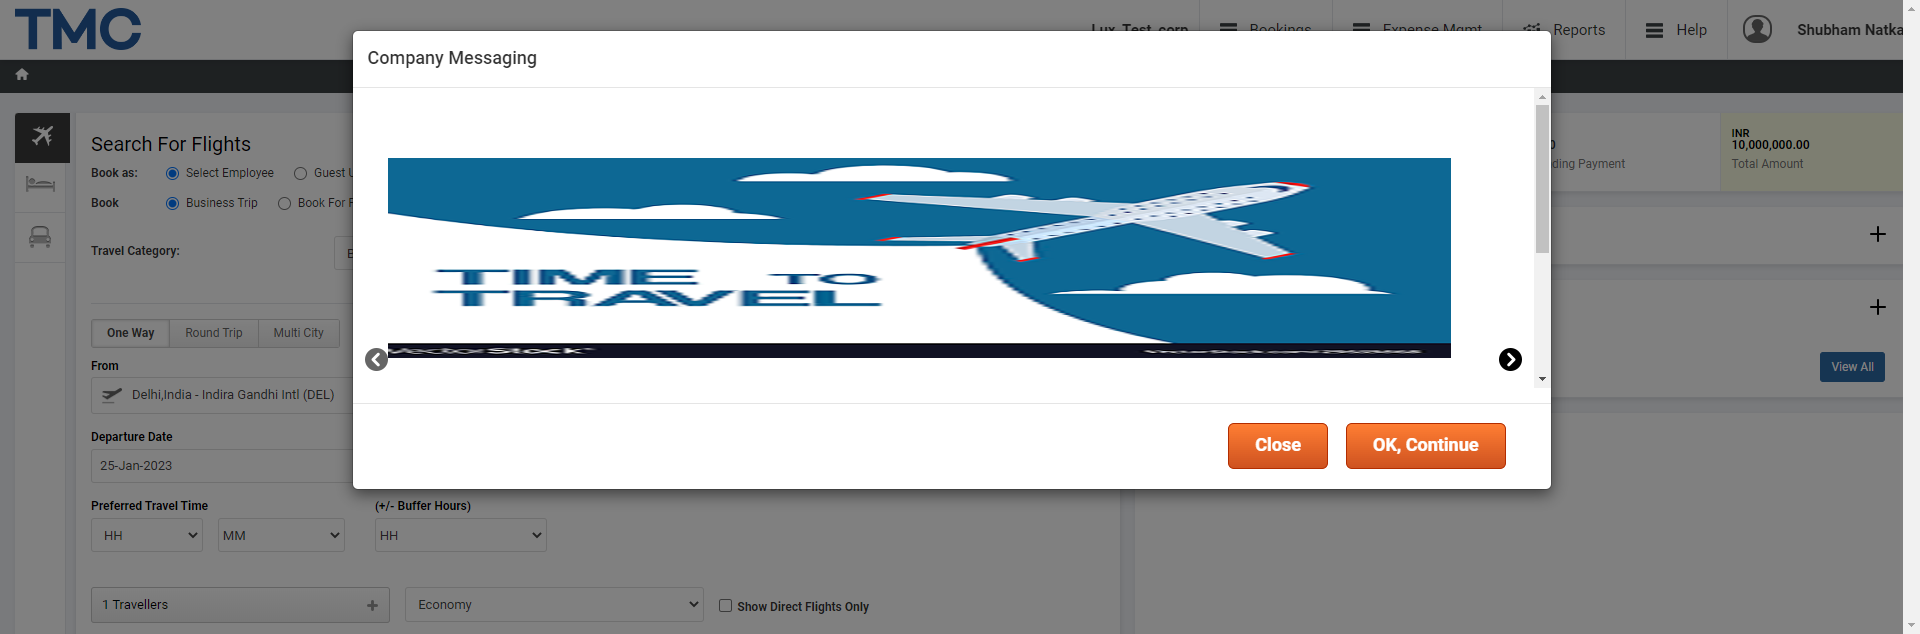 TMC
Lux_Test_corp
Bookings
Expense Mgmt
Reports
Help
Shubham Natka
Company Messaging
Search For Flights
Book as:
Select Employee
Guest U
Book
Business Trip
Book For F
Travel Category:
TIME TO
TRAVEL
One Way
Round Trip
Multi City
From
Delhi,India - Indira Gandhi Intl (DEL)
Departure Date
25-Jan-2023
Close
OK, Continue
Preferred Travel Time
(+/- Buffer Hours)
HH
MM
HH
1 Travellers
Economy
Show Direct Flights Only
INR
10,000,000.00
Total Amount
ding Payment
View All